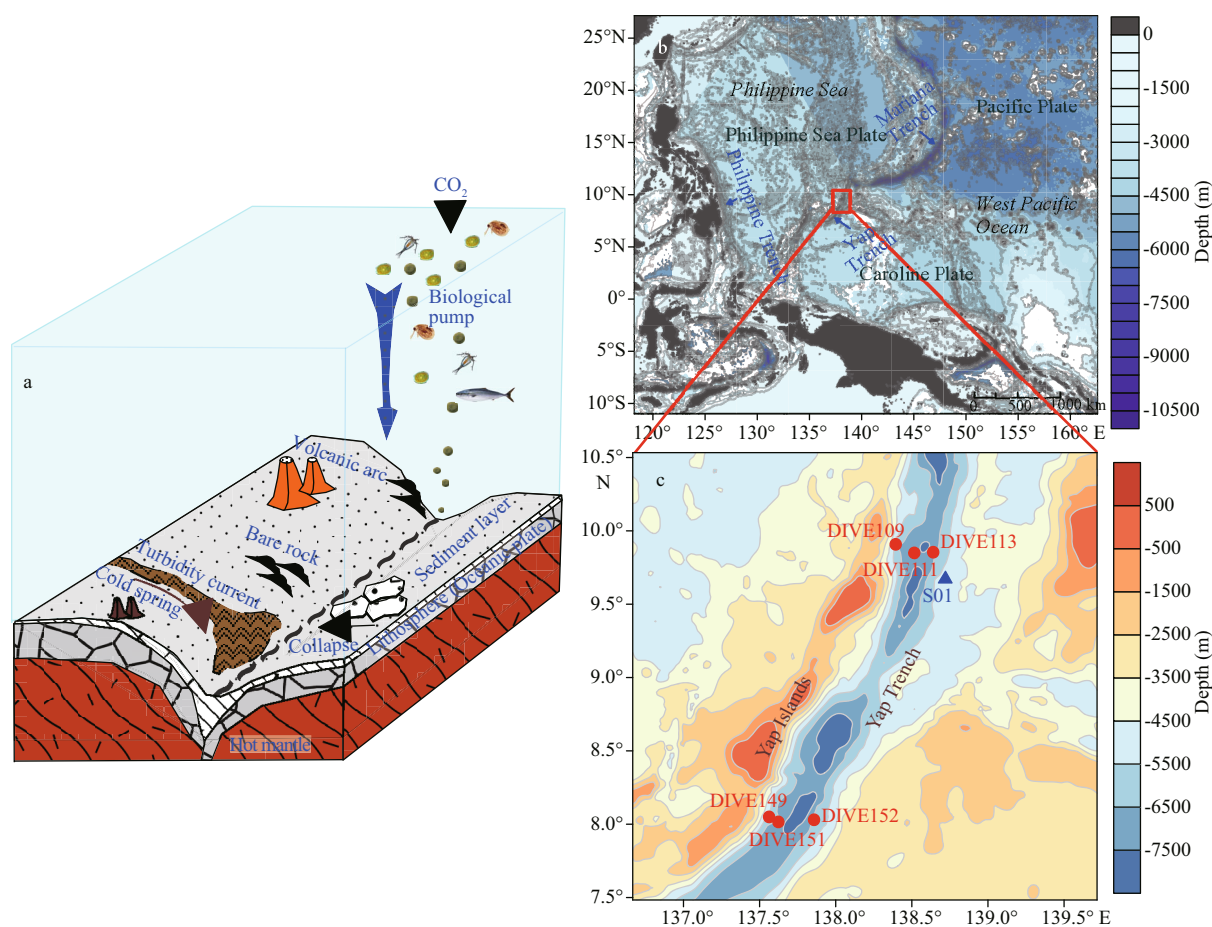 a
CO₂
Biological
pump
Volcanic arc
Bare rock
Turbidity current
Cold spring
Sediment layer
Lithosphere (Oceanic plate)
Collapse
Hot mantle
b
25°N
20°N
15°N
10°N
5°N
0°
5°S
10°S
120°
125°
130°
135°
140°
145°
150°
155°
160° E
Philippine Sea
Philippine Sea Plate
Mariana
Trench
Pacific Plate
Philippine Trench
West Pacific
Ocean
Yap
Trench
Caroline Plate
0 500 1000 km
0
-1500
-3000
-4500
-6000
-7500
-9000
-10500
Depth (m)
c
10.5°
N
10.0°
9.5°
9.0°
8.5°
8.0°
7.5°
137.0°
137.5°
138.0°
138.5°
139.0°
139.5° E
DIVE109
DIVE113
DIVE111
S01
Yap Islands
Yap Trench
DIVE149
DIVE152
DIVE151
500
-500
-1500
-2500
-3500
-4500
-5500
-6500
-7500
Depth (m)